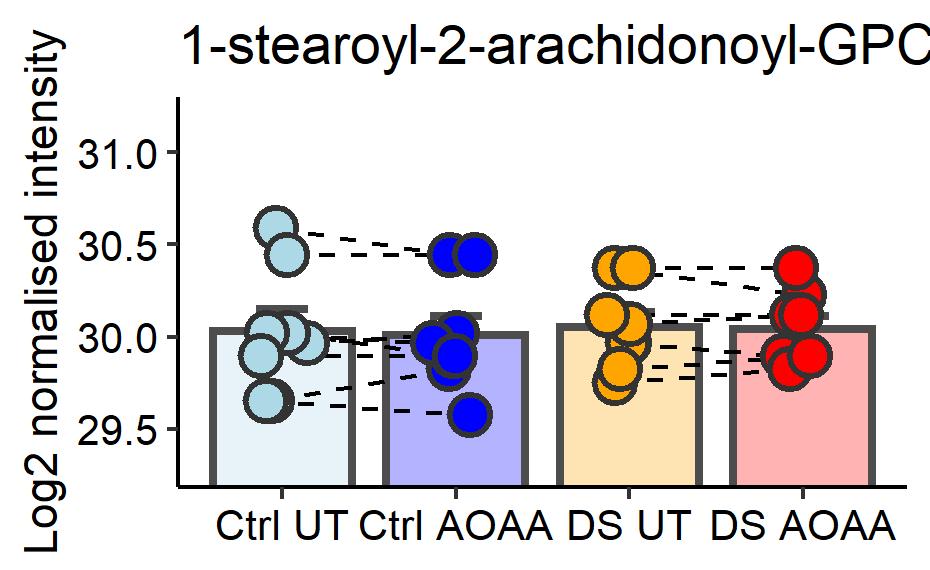 1-stearoyl-2-arachidonoyl-GPC
Log2 normalised intensity
31.0
30.5
30.0
29.5
Ctrl UT Ctrl AOAA DS UT DS AOAA